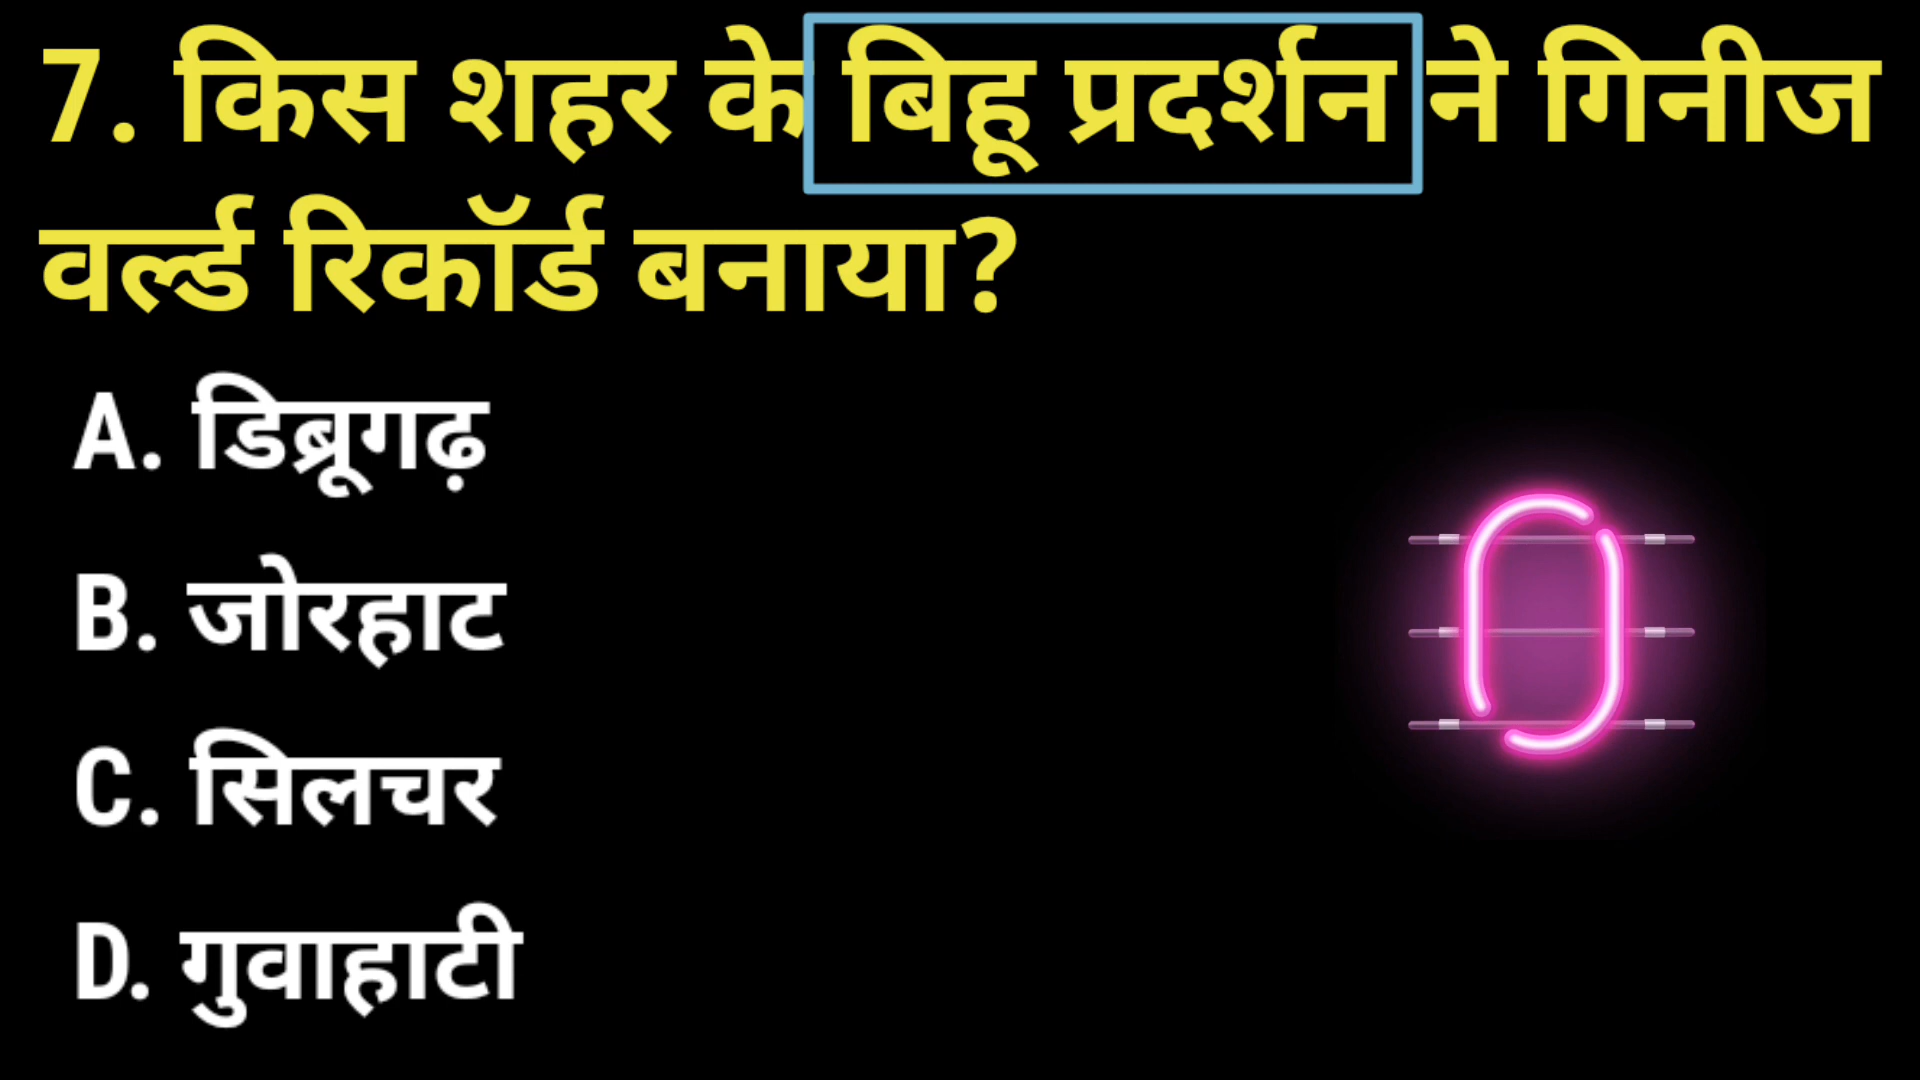 7. किस शहर के बिहू प्रदर्शन ने गिनीज
वर्ल्ड रिकॉर्ड बनाया?
A. डिब्रूगढ़
B. जोरहाट
0
C. सिलचर
D. गुवाहाटी